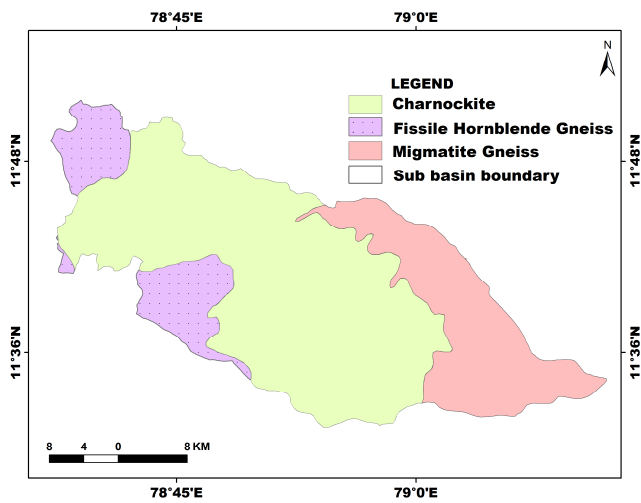 78°45'E 79°0'E
N
LEGEND
Charnockite
Fissile Hornblende Gneiss
Migmatite Gneiss
Sub basin boundary
11°48'N 11°48'N
11°36'N 11°36'N
8 4 0 8 KM
78°45'E 79°0'E